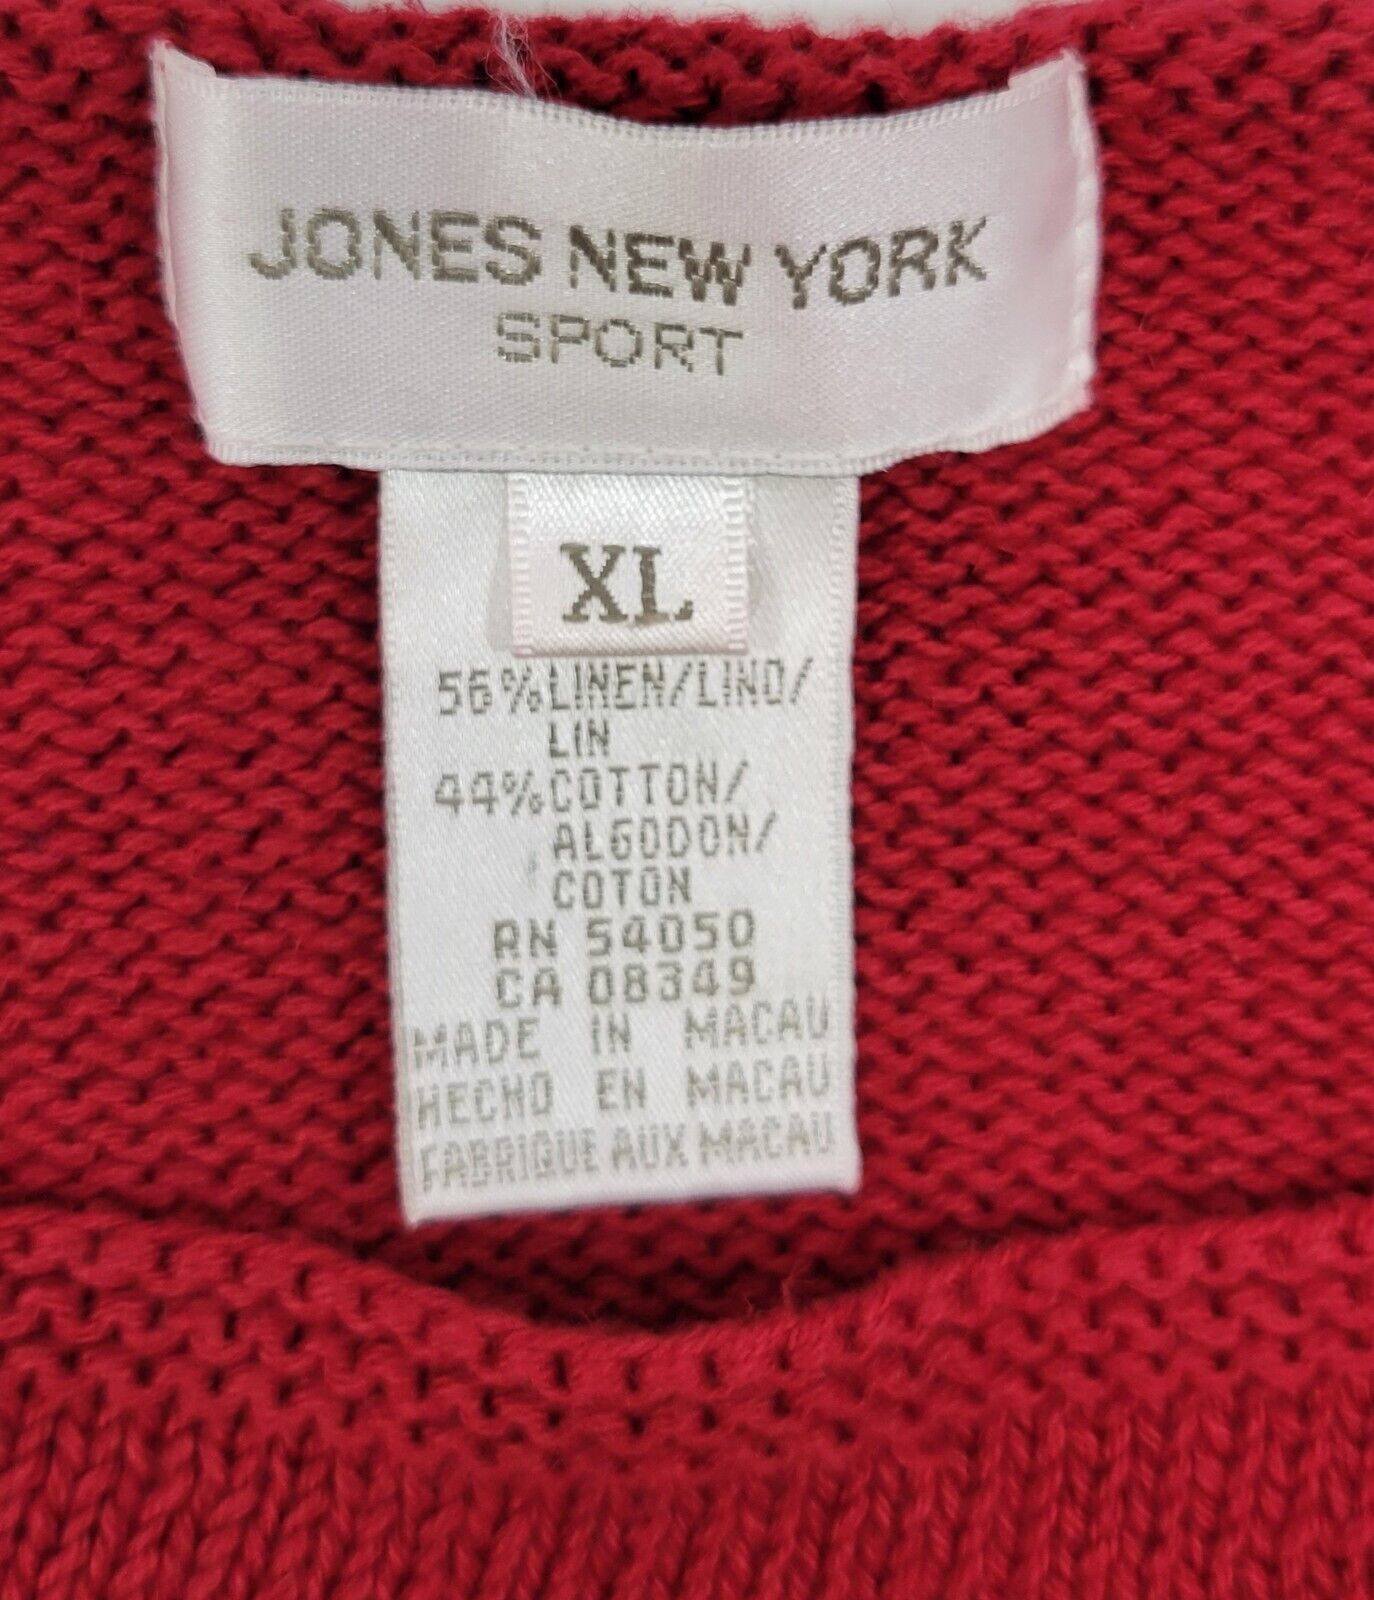 JONES NEW YORK
SPORT
XL
56% LINEN/LINO/
LIN
44% COTTON/
ALGODON/
COTON
RN 54050
CA 08349
MADE IN MACAU
HECHO EN MACAU
FABRIQUE AUX MACAU